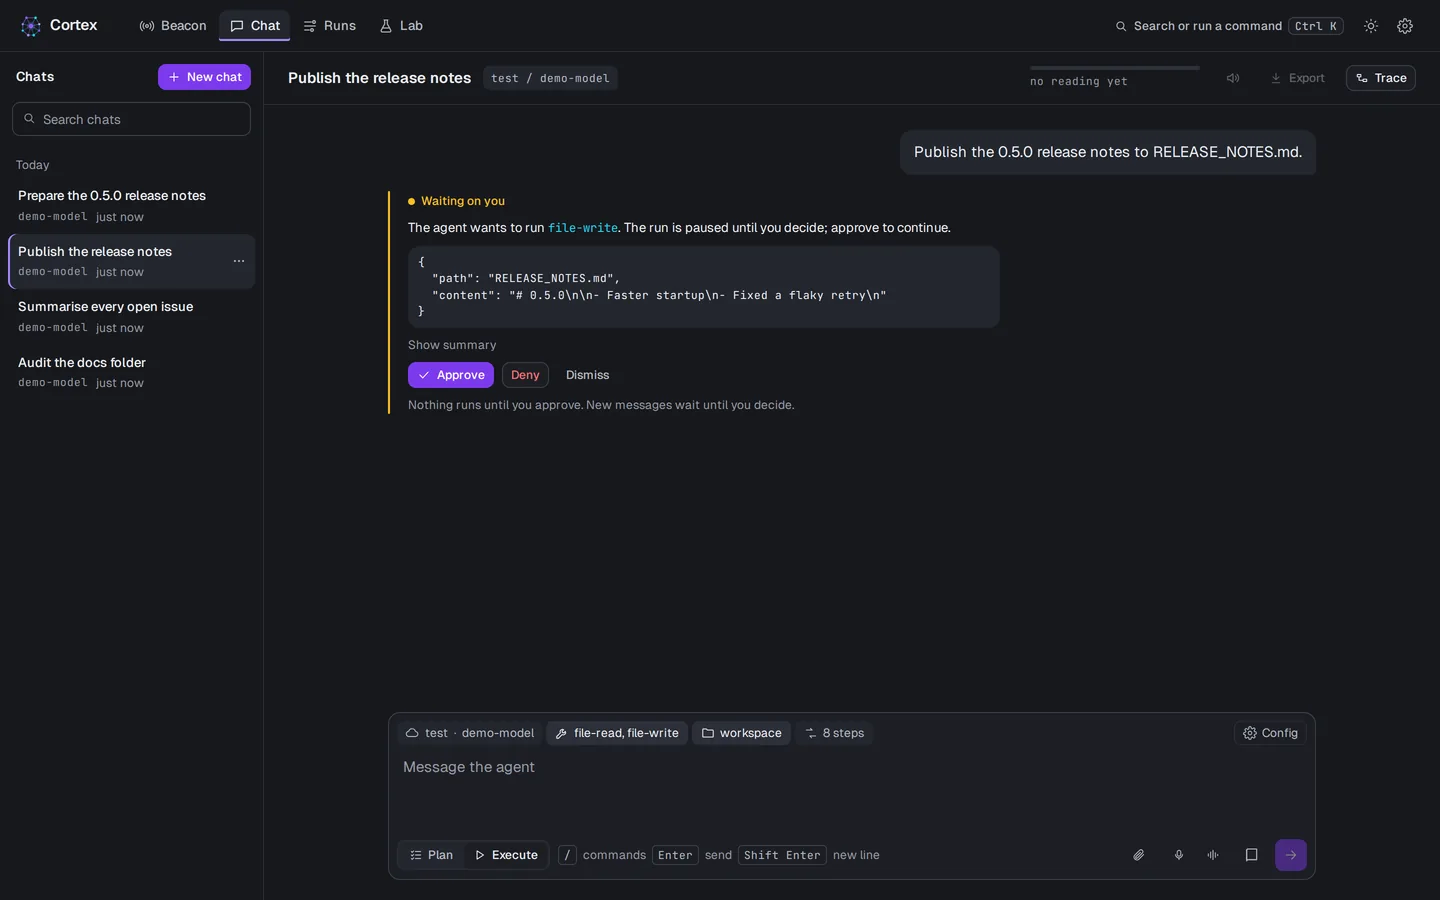 Cortex
Beacon
Chat
Runs
Lab
Search or run a command Ctrl K
Chats
New chat
Search chats
Today
Prepare the 0.5.0 release notes
demo-model just now
Publish the release notes
demo-model just now
Summarise every open issue
demo-model just now
Audit the docs folder
demo-model just now
Publish the release notes
test / demo-model
no reading yet
Export
Trace
Publish the 0.5.0 release notes to RELEASE_NOTES.md.
Waiting on you
The agent wants to run file-write. The run is paused until you decide; approve to continue.
{
"path": "RELEASE_NOTES.md",
"content": "# 0.5.0\n\n- Faster startup\n- Fixed a flaky retry\n"
}
Show summary
Approve
Deny
Dismiss
Nothing runs until you approve. New messages wait until you decide.
test · demo-model
file-read, file-write
workspace
8 steps
Config
Message the agent
Plan
Execute
/ commands Enter send Shift Enter new line